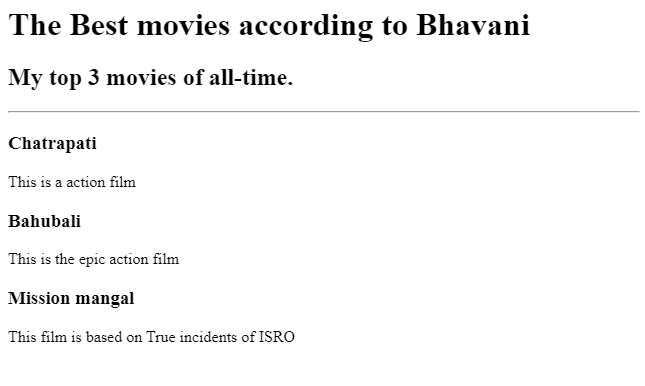 The Best movies according to Bhavani
My top 3 movies of all-time.
Chatrapati
This is a action film
Bahubali
This is the epic action film
Mission mangal
This film is based on True incidents of ISRO